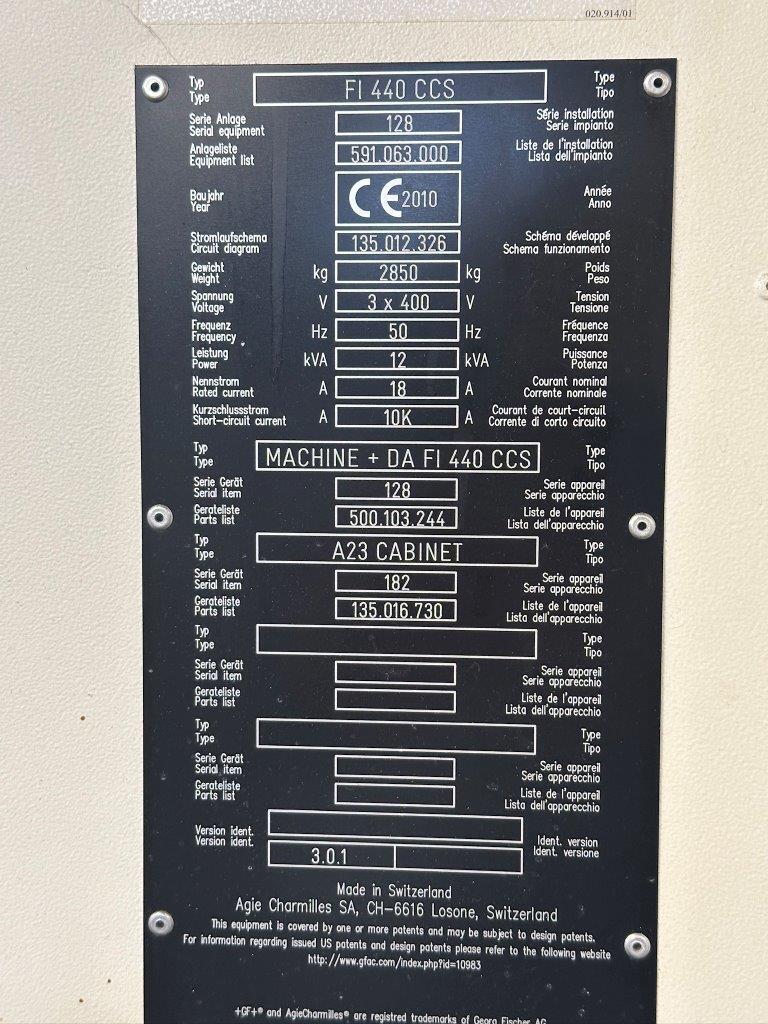 020.914/01
Typ
Type
FI 440 CCS
Type
Tipo
Serie Anlage
Serial equipment
128
Série installation
Serie impianto
Anlageliste
Equipment list
591.063.000
Liste de l'installation
Lista dell'impianto
Baujahr
Year
CE 2010
Année
Anno
Stromlaufschema
Circuit diagram
135.012.326
Schéma développé
Schema funzionamento
Gewicht
Weight
kg 2850 kg
Poids
Peso
Spannung
Voltage
V 3 x 400 V
Tension
Tensione
Frequenz
Frequency
Hz 50 Hz
Fréquence
Frequenza
Leistung
Power
kVA 12 kVA
Puissance
Potenza
Nennstrom
Rated current
A 18 A
Courant nominal
Corrente nominale
Kurzschlussstrom
Short-circuit current
A 10K A
Courant de court-circuil
Corrente di corto circuito
Typ
Type
MACHINE + DA FI 440 CCS
Type
Tipo
Serie Gerät
Serial item
128
Serie appareil
Serie apparecchio
Gerateliste
Parts list
500.103.244
Liste de l'appareil
Lista dell'apparecchio
Typ
Type
A23 CABINET
Type
Tipo
Serie Gerät
Serial item
182
Serie appareil
Serie apparecchio
Gerateliste
Parts list
135.016.730
Liste de l'appareil
Lista dell'apparecchio
Typ
Type
Type
Tipo
Serie Gerät
Serial item
Serie appareil
Serie apparecchio
Gerateliste
Parts list
Liste de l'appareil
Lista dell'apparecchio
Typ
Type
Type
Tipo
Serie Gerät
Serial item
Serie appareil
Serie apparecchio
Gerateliste
Parts list
Liste de l'appareil
Lista dell'apparecchio
Version ident.
Version ident.
3.0.1
Ident. version
Ident. versione
Made in Switzerland
Agie Charmilles SA, CH-6616 Losone, Switzerland
This equipment is covered by one or more patents and may be subject to design patents.
For information regarding issued US patents and design patents please refer to the following website
http://www.gfac.com/index.php?id=10983
+GF+® and AgieCharmilles® are registred trademarks of Georg Fischer AG